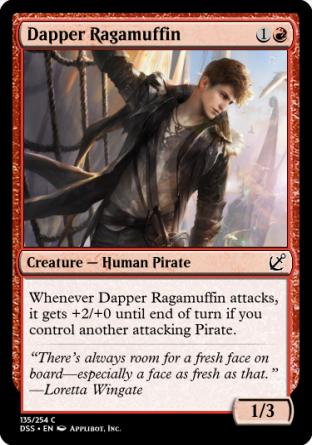 Dapper Ragamuffin 1
Creature — Human Pirate
Whenever Dapper Ragamuffin attacks,
it gets +2/+0 until end of turn if you
control another attacking Pirate.
“There’s always room for a fresh face on
board—especially a face as fresh as that.”
—Loretta Wingate
1/3
135/254 C
DSS • EN Applibot, Inc.